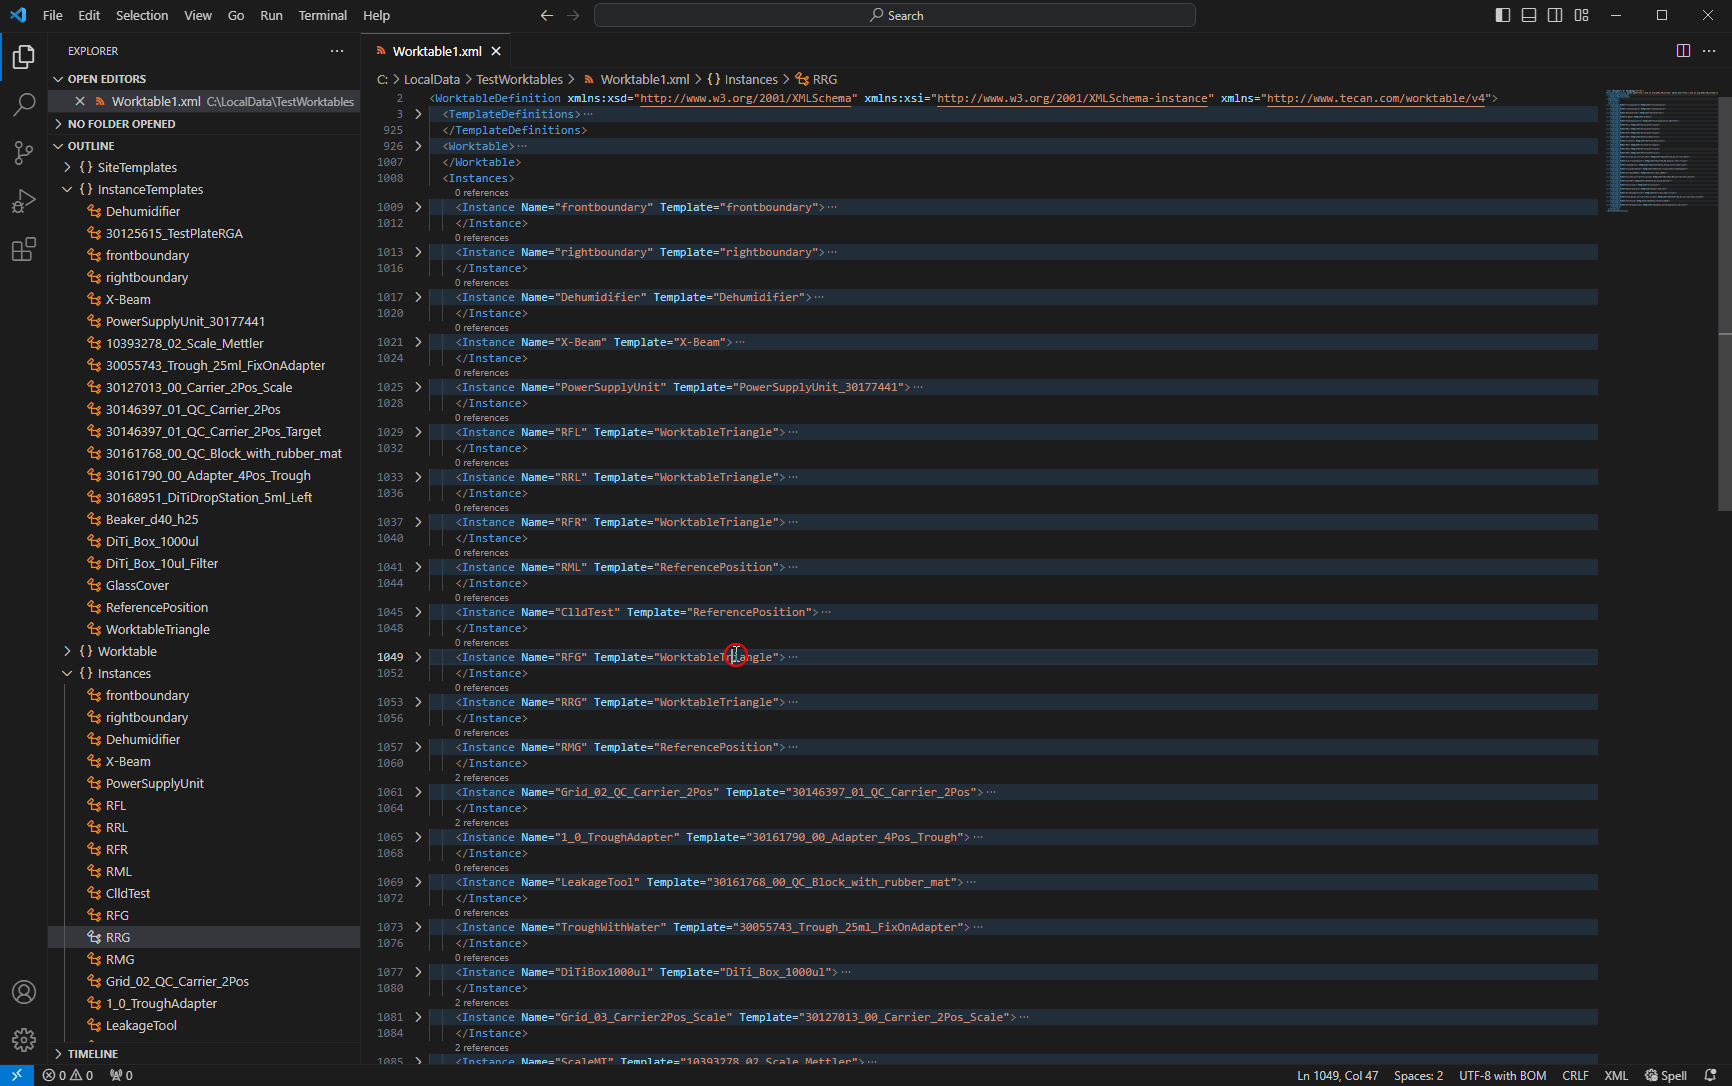 File Edit Selection View Go Run Terminal Help
Search
EXPLORER
OPEN EDITORS
Worktable1.xml C:\LocalData\TestWorktables
NO FOLDER OPENED
OUTLINE
{} SiteTemplates
{} InstanceTemplates
Dehumidifier
30125615_TestPlateRGA
frontboundary
rightboundary
X-Beam
PowerSupplyUnit_30177441
10393278_02_Scale_Mettler
30055743_Trough_25ml_FixOnAdapter
30127013_00_Carrier_2Pos_Scale
30146397_01_QC_Carrier_2Pos
30146397_01_QC_Carrier_2Pos_Target
30161768_00_QC_Block_with_rubber_mat
30161790_00_Adapter_4Pos_Trough
30168951_DiTiDropStation_5ml_Left
Beaker_d40_h25
DiTi_Box_1000ul
DiTi_Box_10ul_Filter
GlassCover
ReferencePosition
WorktableTriangle
{} Worktable
{} Instances
frontboundary
rightboundary
Dehumidifier
X-Beam
PowerSupplyUnit
RFL
RRL
RFR
RML
ClldTest
RFG
RRG
RMG
Grid_02_QC_Carrier_2Pos
1_0_TroughAdapter
LeakageTool
TIMELINE
Worktable1.xml
C: > LocalData > TestWorktables > Worktable1.xml > {} Instances > RRG
2 <WorktableDefinition xmlns:xsd="http://www.w3.org/2001/XMLSchema" xmlns:xsi="http://www.w3.org/2001/XMLSchema-instance" xmlns="http://www.tecan.com/worktable/v4">
3 <TemplateDefinitions>···
925 </TemplateDefinitions>
926 <Worktable>···
1007 </Worktable>
1008 <Instances>
0 references
1009 <Instance Name="frontboundary" Template="frontboundary">···
1012 </Instance>
0 references
1013 <Instance Name="rightboundary" Template="rightboundary">···
1016 </Instance>
0 references
1017 <Instance Name="Dehumidifier" Template="Dehumidifier">···
1020 </Instance>
0 references
1021 <Instance Name="X-Beam" Template="X-Beam">···
1024 </Instance>
0 references
1025 <Instance Name="PowerSupplyUnit" Template="PowerSupplyUnit_30177441">···
1028 </Instance>
0 references
1029 <Instance Name="RFL" Template="WorktableTriangle">···
1032 </Instance>
0 references
1033 <Instance Name="RRL" Template="WorktableTriangle">···
1036 </Instance>
0 references
1037 <Instance Name="RFR" Template="WorktableTriangle">···
1040 </Instance>
0 references
1041 <Instance Name="RML" Template="ReferencePosition">···
1044 </Instance>
0 references
1045 <Instance Name="ClldTest" Template="ReferencePosition">···
1048 </Instance>
0 references
1049 <Instance Name="RFG" Template="WorktableTriangle">···
1052 </Instance>
0 references
1053 <Instance Name="RRG" Template="WorktableTriangle">···
1056 </Instance>
0 references
1057 <Instance Name="RMG" Template="ReferencePosition">···
1060 </Instance>
2 references
1061 <Instance Name="Grid_02_QC_Carrier_2Pos" Template="30146397_01_QC_Carrier_2Pos">···
1064 </Instance>
2 references
1065 <Instance Name="1_0_TroughAdapter" Template="30161790_00_Adapter_4Pos_Trough">···
1068 </Instance>
0 references
1069 <Instance Name="LeakageTool" Template="30161768_00_QC_Block_with_rubber_mat">···
1072 </Instance>
0 references
1073 <Instance Name="TroughWithWater" Template="30055743_Trough_25ml_FixOnAdapter">···
1076 </Instance>
0 references
1077 <Instance Name="DiTiBox1000ul" Template="DiTi_Box_1000ul">···
1080 </Instance>
2 references
1081 <Instance Name="Grid_03_Carrier2Pos_Scale" Template="30127013_00_Carrier_2Pos_Scale">···
1084 </Instance>
2 references
1085 <Instance Name="ScaleMT" Template="10393278_02_Scale_Mettler">···
0 0 0 Ln 1049, Col 47 Spaces: 2 UTF-8 with BOM CRLF XML Spell